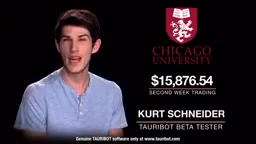 CHICAGO
UNIVERSITY
$15,876.54
SECOND WEEK TRADING
KURT SCHNEIDER
TAURIBOT BETA TESTER
Genuine TAURIBOT software only at www.tauribot.com